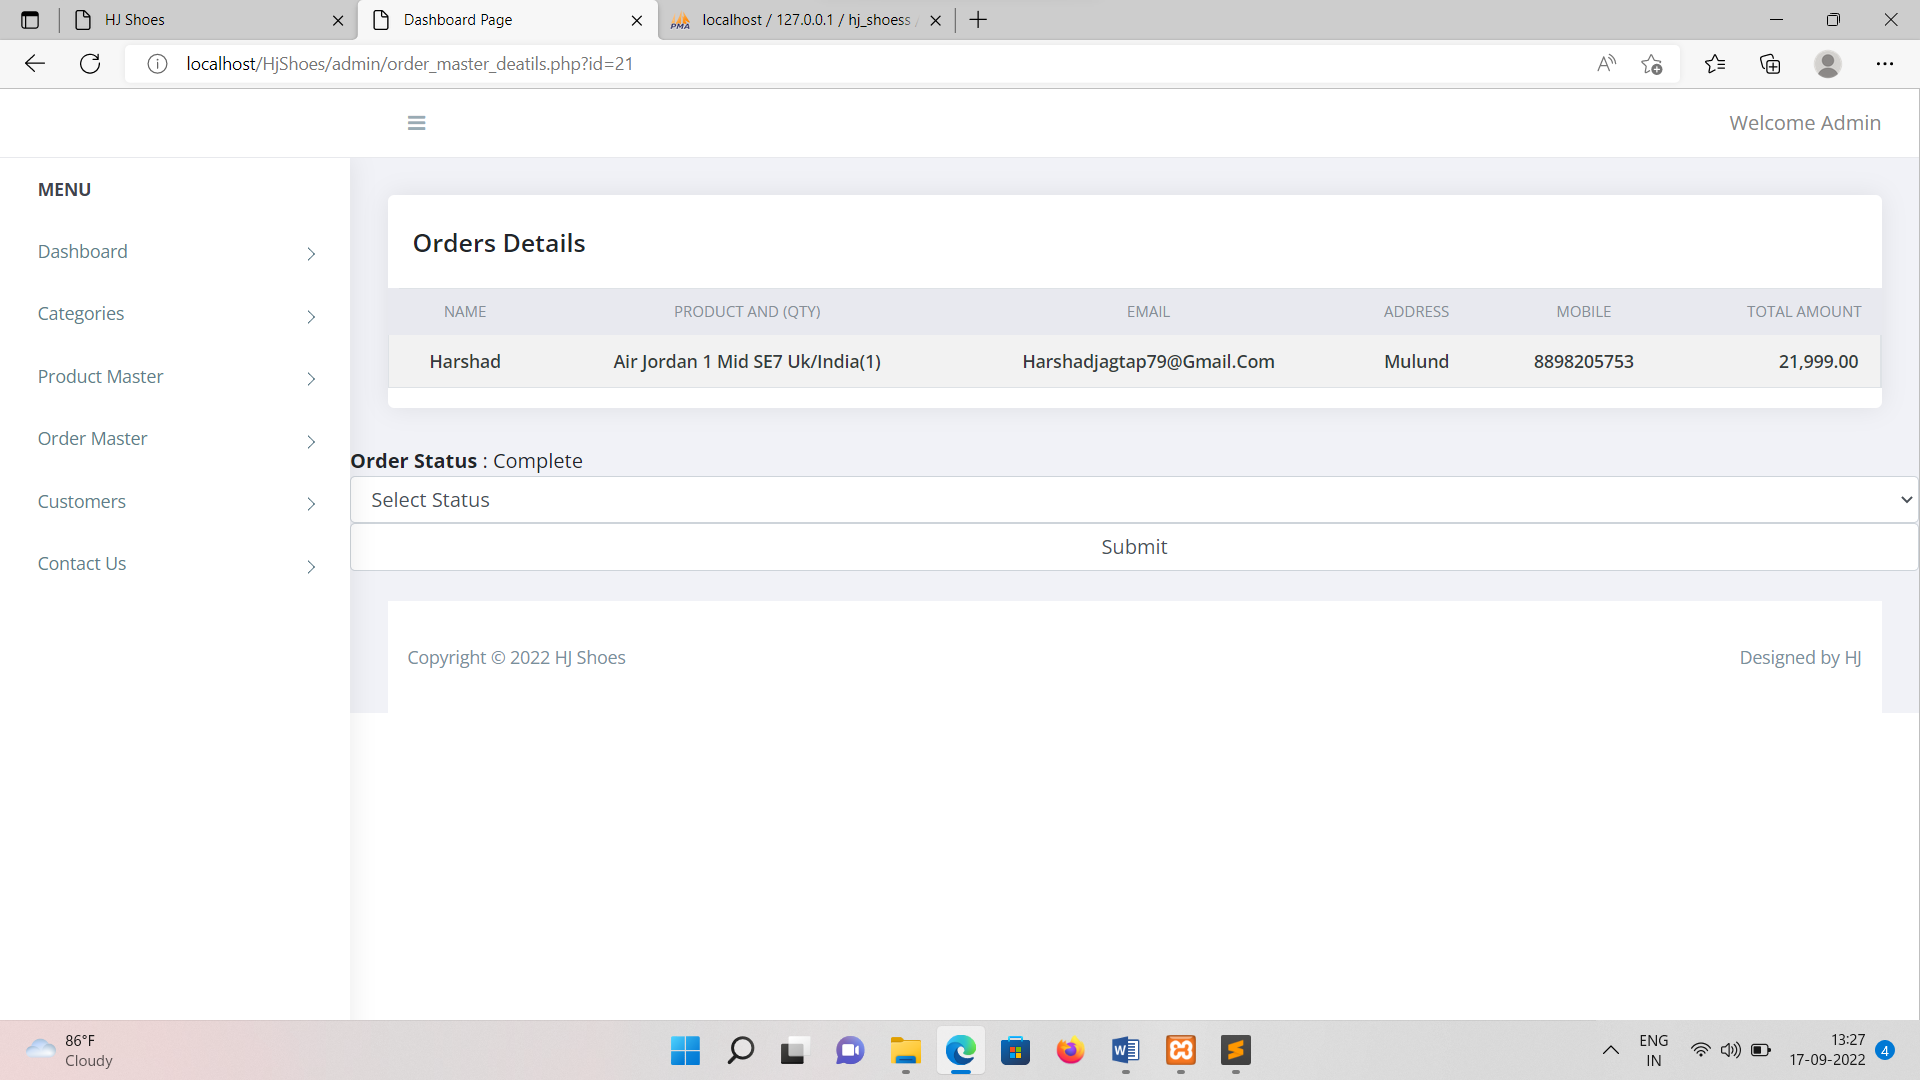 HJ Shoes
Dashboard Page
localhost / 127.0.0.1 / hj_shoess
localhost/HjShoes/admin/order_master_deatils.php?id=21
Welcome Admin
MENU
Dashboard
Categories
Product Master
Order Master
Customers
Contact Us
Orders Details
NAME PRODUCT AND (QTY) EMAIL ADDRESS MOBILE TOTAL AMOUNT
Harshad Air Jordan 1 Mid SE7 Uk/India(1) Harshadjagtap79@Gmail.Com Mulund 8898205753 21,999.00
Order Status : Complete
Select Status
Submit
Copyright © 2022 HJ Shoes
Designed by HJ
86°F
Cloudy
ENG
IN
13:27
17-09-2022
4